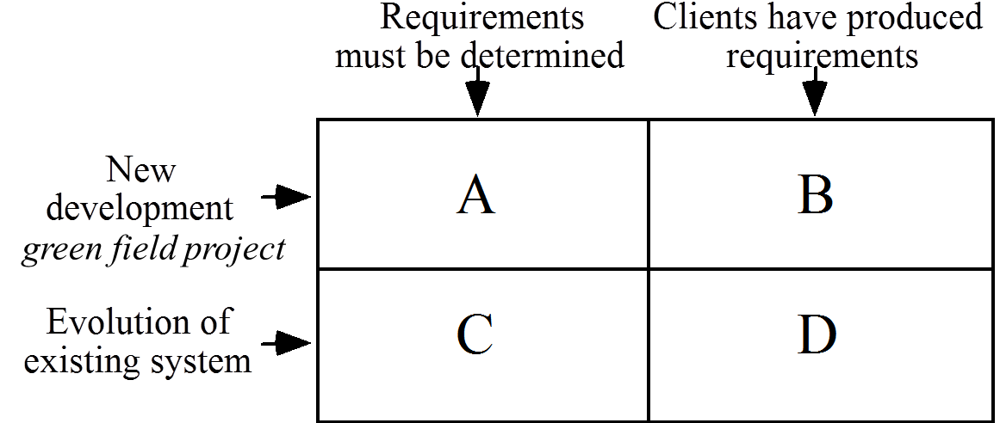 Requirements
must be determined
Clients have produced
requirements
New
development
green field project
A
B
Evolution of
existing system
C
D